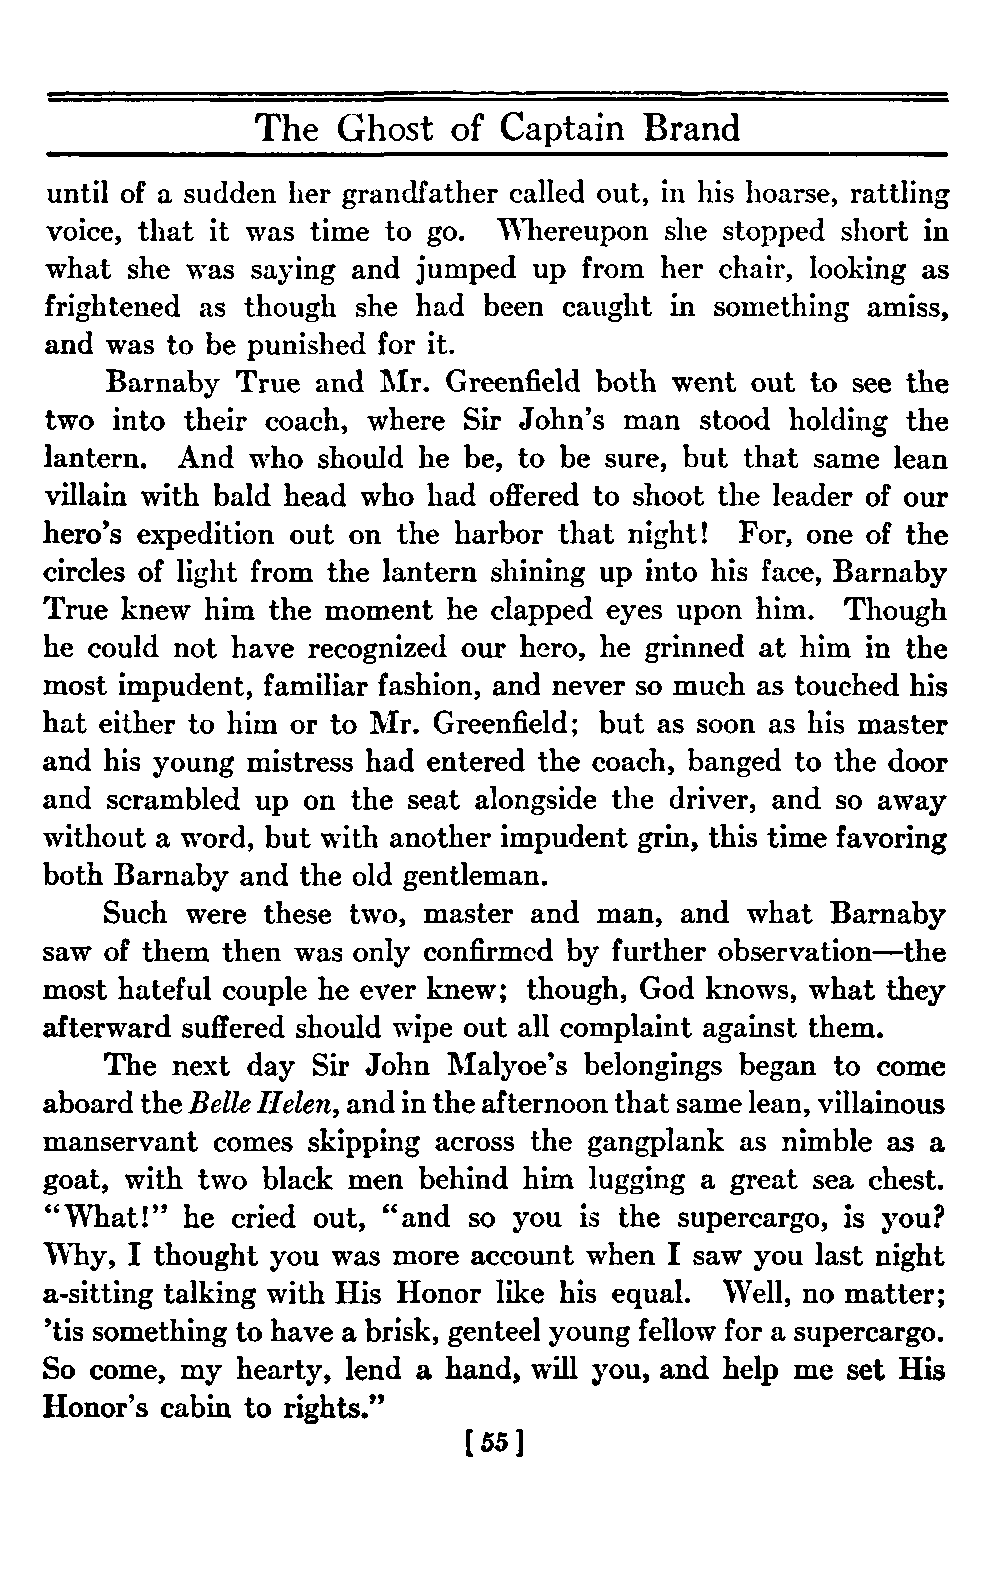 The Ghost of Captain Brand
until of a sudden her grandfather called out, in his hoarse, rattling
voice, that it was time to go. Whereupon she stopped short in
what she was saying and jumped up from her chair, looking as
frightened as though she had been caught in something amiss,
and was to be punished for it.
Barnaby True and Mr. Greenfield both went out to see the
two into their coach, where Sir John's man stood holding the
lantern. And who should he be, to be sure, but that same lean
villain with bald head who had offered to shoot the leader of our
hero's expedition out on the harbor that night! For, one of the
circles of light from the lantern shining up into his face, Barnaby
True knew him the moment he clapped eyes upon him. Though
he could not have recognized our hero, he grinned at him in the
most impudent, familiar fashion, and never so much as touched his
hat either to him or to Mr. Greenfield; but as soon as his master
and his young mistress had entered the coach, banged to the door
and scrambled up on the seat alongside the driver, and so away
without a word, but with another impudent grin, this time favoring
both Barnaby and the old gentleman.
Such were these two, master and man, and what Barnaby
saw of them then was only confirmed by further observation—the
most hateful couple he ever knew; though, God knows, what they
afterward suffered should wipe out all complaint against them.
The next day Sir John Malyoe's belongings began to come
aboard the Belle Helen, and in the afternoon that same lean, villainous
manservant comes skipping across the gangplank as nimble as a
goat, with two black men behind him lugging a great sea chest.
“What!” he cried out, “and so you is the supercargo, is you?
Why, I thought you was more account when I saw you last night
a-sitting talking with His Honor like his equal. Well, no matter;
’tis something to have a brisk, genteel young fellow for a supercargo.
So come, my hearty, lend a hand, will you, and help me set His
Honor's cabin to rights.”
[ 55 ]